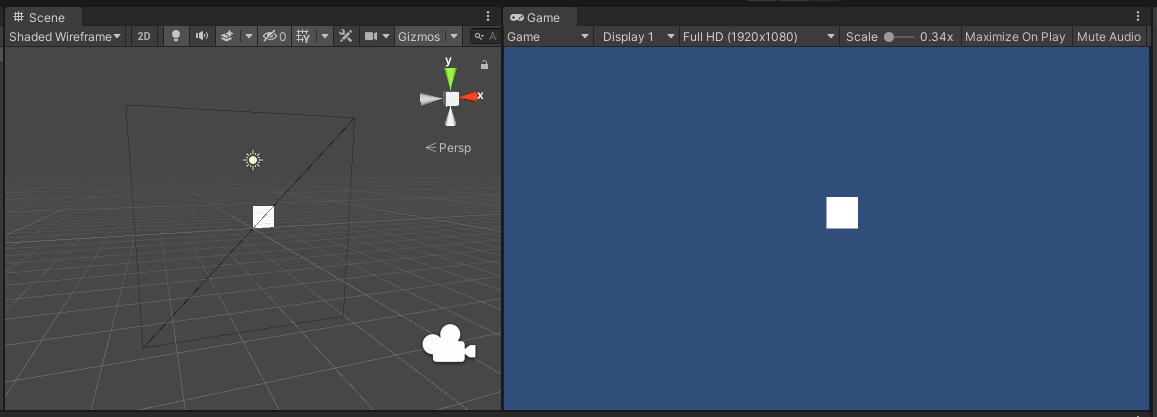 Scene
Shaded Wireframe 2D 0 Gizmos A
y
x
Persp
Game
Game Display 1 Full HD (1920x1080) Scale 0.34x Maximize On Play Mute Audio